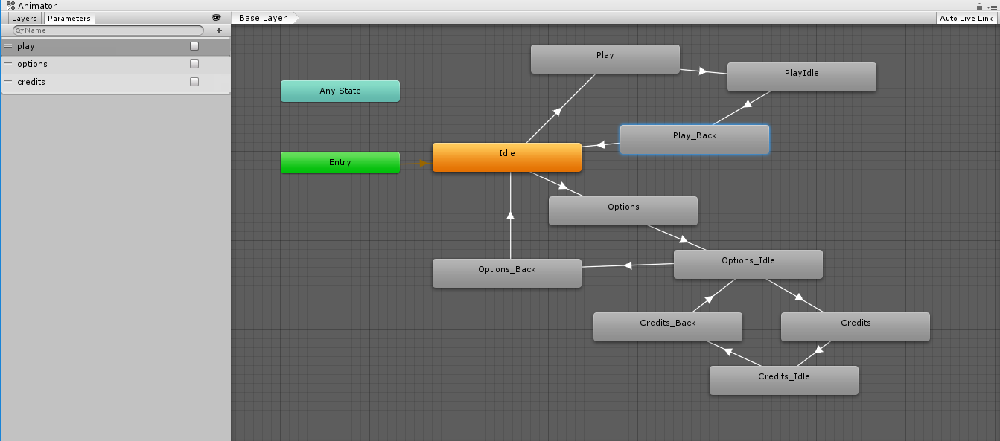 Animator
Layers Parameters
Base Layer
Auto Live Link
Name
play
options
credits
Play
PlayIdle
Any State
Play_Back
Idle
Entry
Options
Options_Idle
Options_Back
Credits_Back
Credits
Credits_Idle